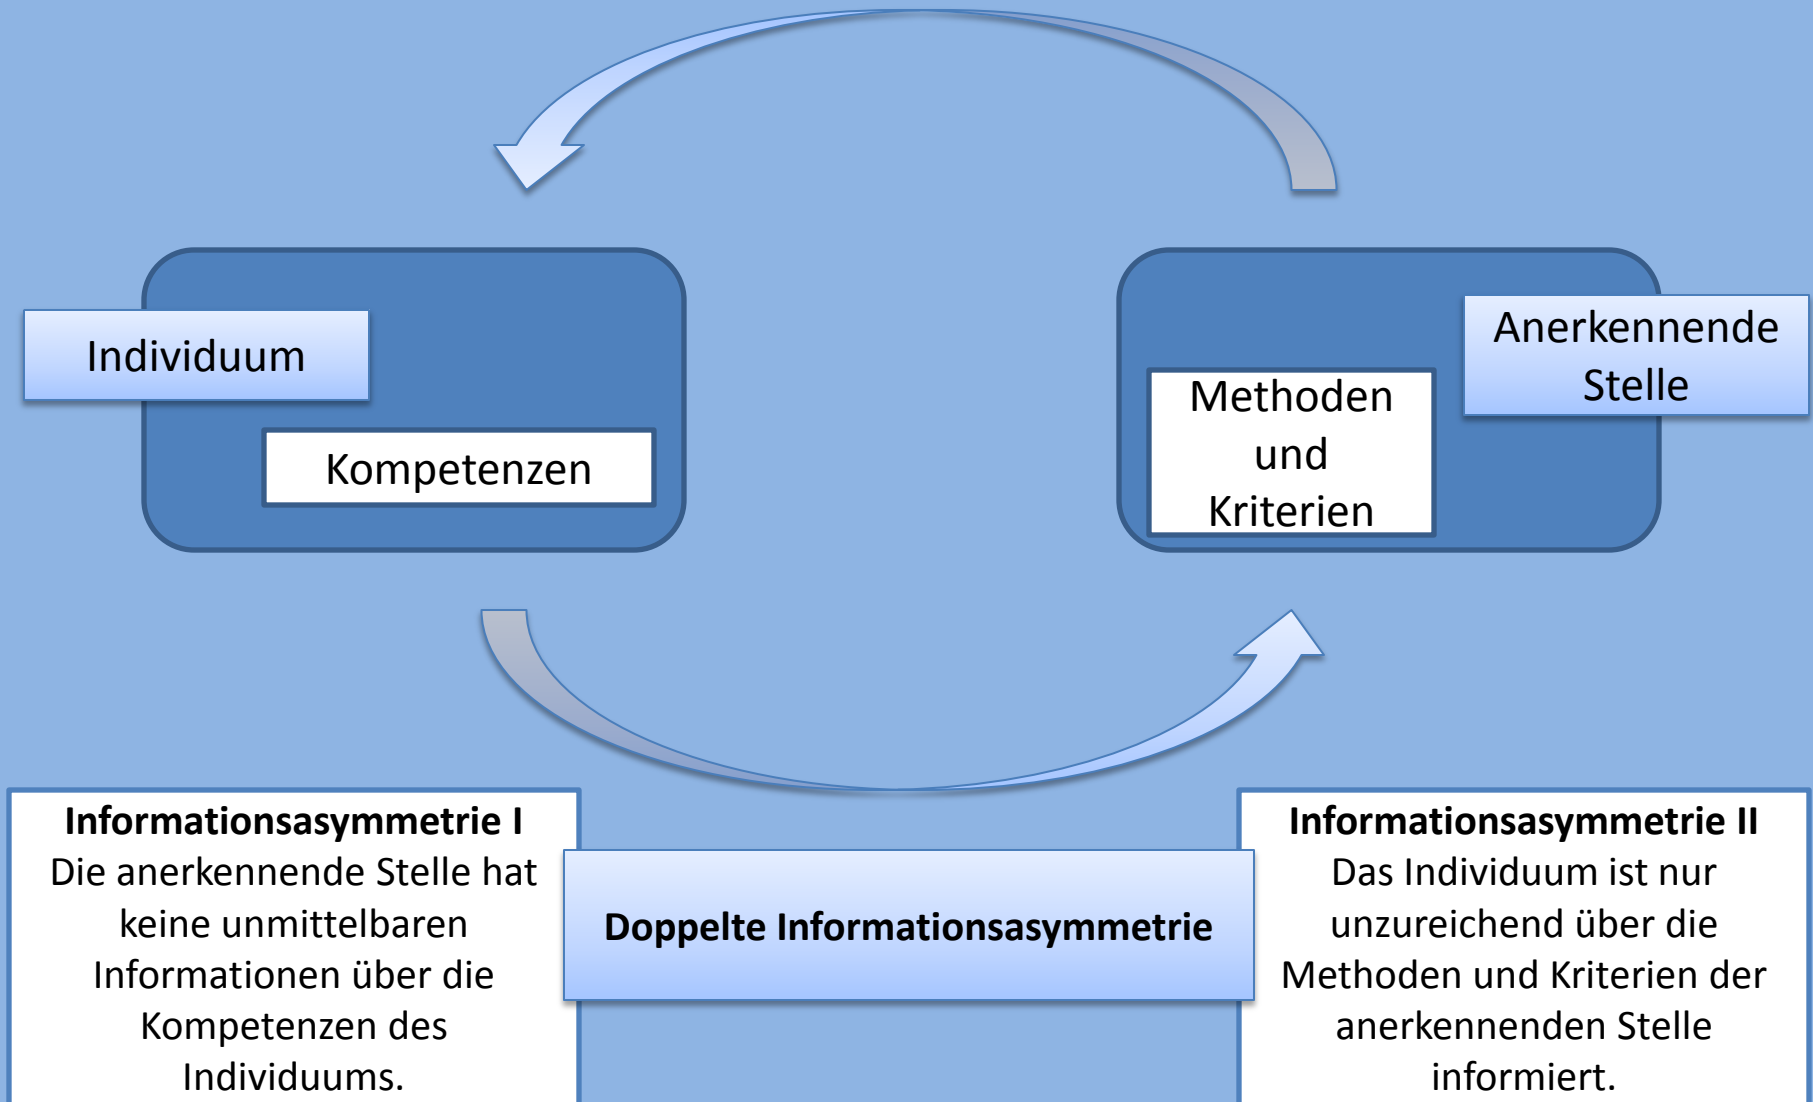 Individuum
Kompetenzen
Anerkennende
Stelle
Methoden
und
Kriterien
Informationsasymmetrie I
Die anerkennende Stelle hat
keine unmittelbaren
Informationen über die
Kompetenzen des
Individuums.
Doppelte Informationsasymmetrie
Informationsasymmetrie II
Das Individuum ist nur
unzureichend über die
Methoden und Kriterien der
anerkennenden Stelle
informiert.